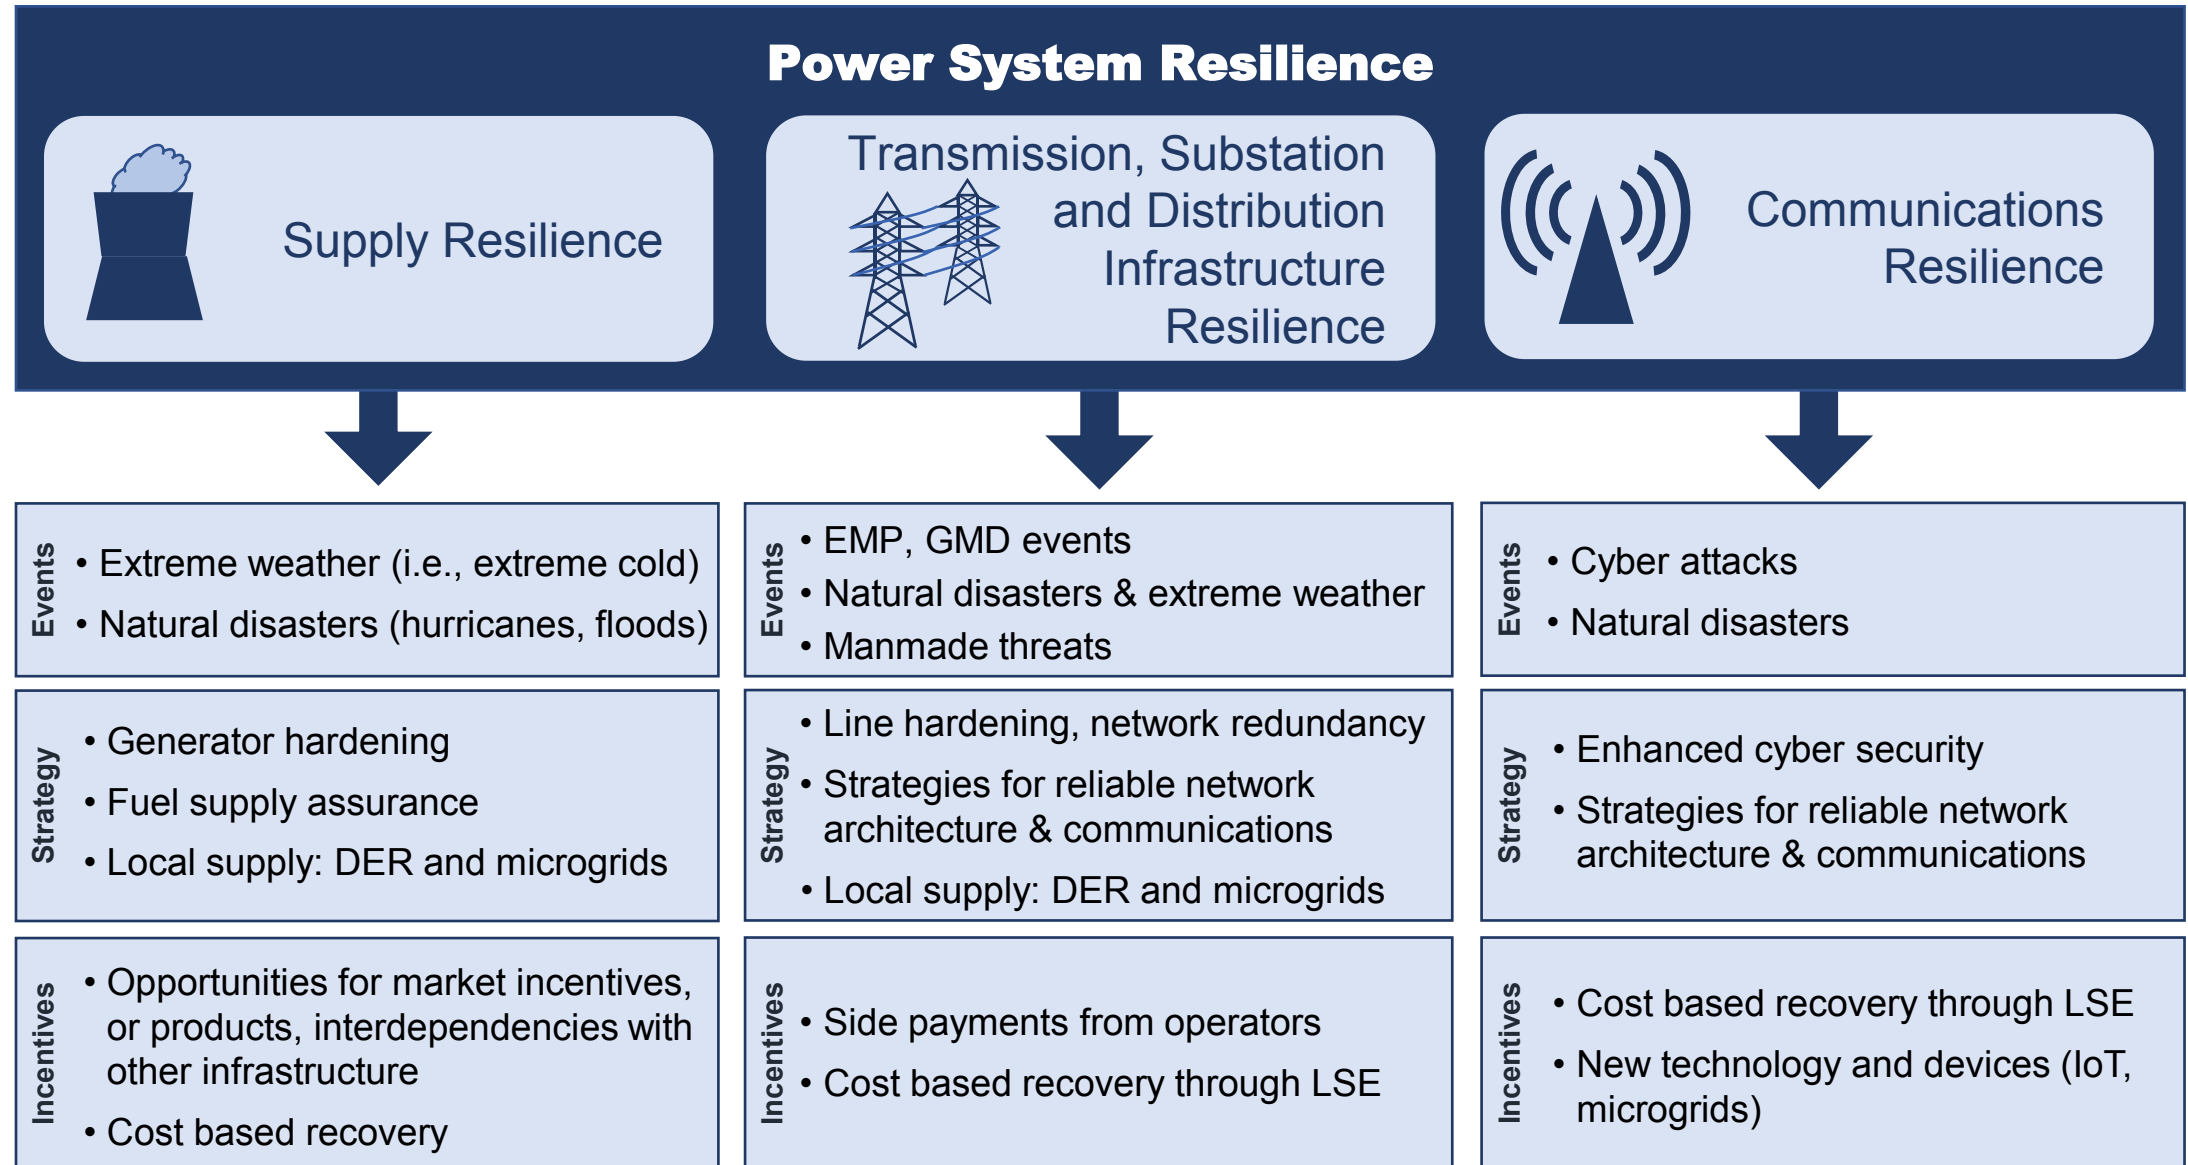 Power System Resilience
Supply Resilience
Transmission, Substation
and Distribution
Infrastructure
Resilience
Communications
Resilience
Events
• Extreme weather (i.e., extreme cold)
• Natural disasters (hurricanes, floods)
Strategy
• Generator hardening
• Fuel supply assurance
• Local supply: DER and microgrids
Incentives
• Opportunities for market incentives,
or products, interdependencies with
other infrastructure
• Cost based recovery
Events
• EMP, GMD events
• Natural disasters & extreme weather
• Manmade threats
Strategy
• Line hardening, network redundancy
• Strategies for reliable network
architecture & communications
• Local supply: DER and microgrids
Incentives
• Side payments from operators
• Cost based recovery through LSE
Events
• Cyber attacks
• Natural disasters
Strategy
• Enhanced cyber security
• Strategies for reliable network
architecture & communications
Incentives
• Cost based recovery through LSE
• New technology and devices (IoT,
microgrids)